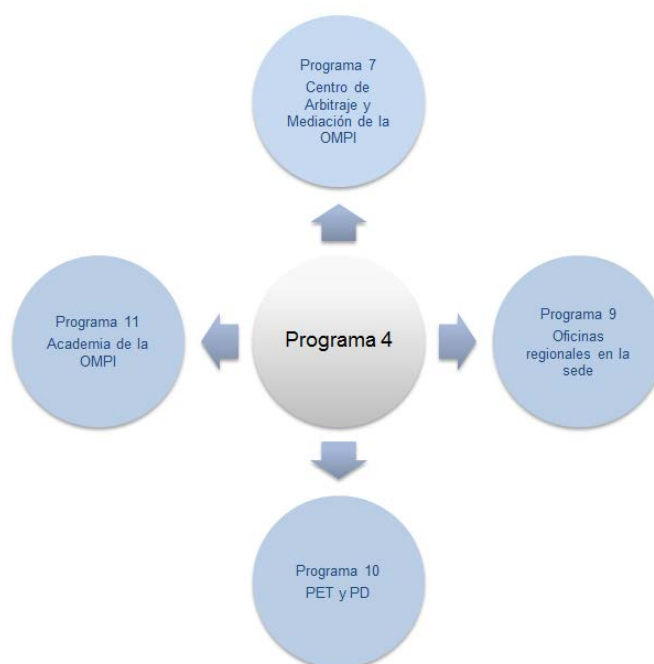 Programa 7
Centro de
Arbitraje y
Mediación de la
OMPI
Programa 11
Academia de la
OMPI
Programa 4
Programa 9
Oficinas
regionales en la
sede
Programa 10
PET y PD